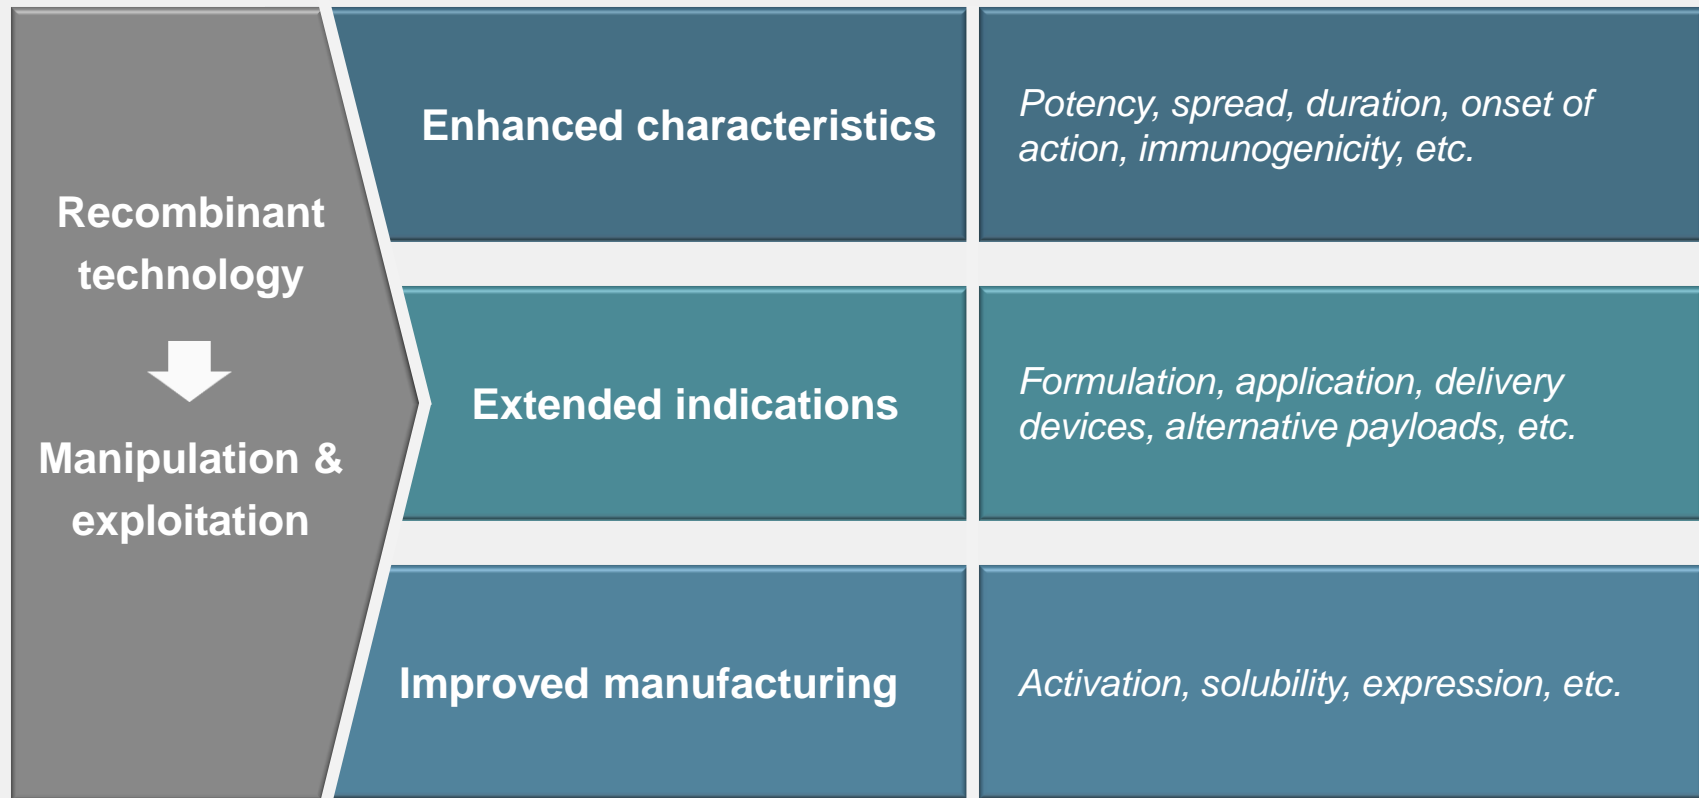 Recombinant
technology
Manipulation &
exploitation
Enhanced characteristics
Potency, spread, duration, onset of
action, immunogenicity, etc.
Extended indications
Formulation, application, delivery
devices, alternative payloads, etc.
Improved manufacturing
Activation, solubility, expression, etc.